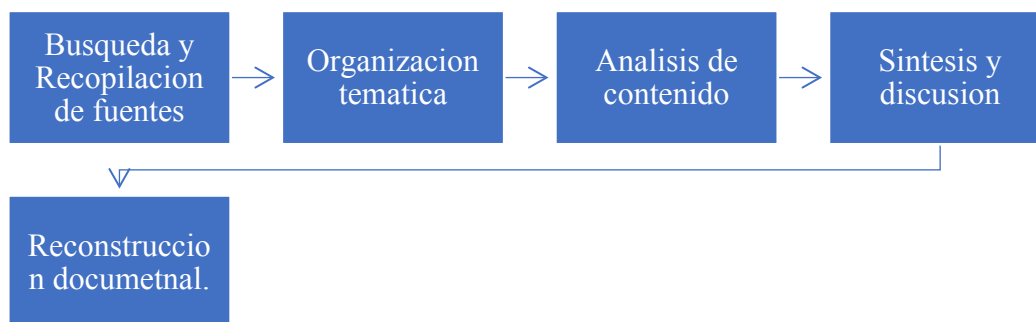 Busqueda y
Recopilacion
de fuentes
Organizacion
tematica
Analisis de
contenido
Sintesis y
discusion
Reconstruccio
n documetnal.